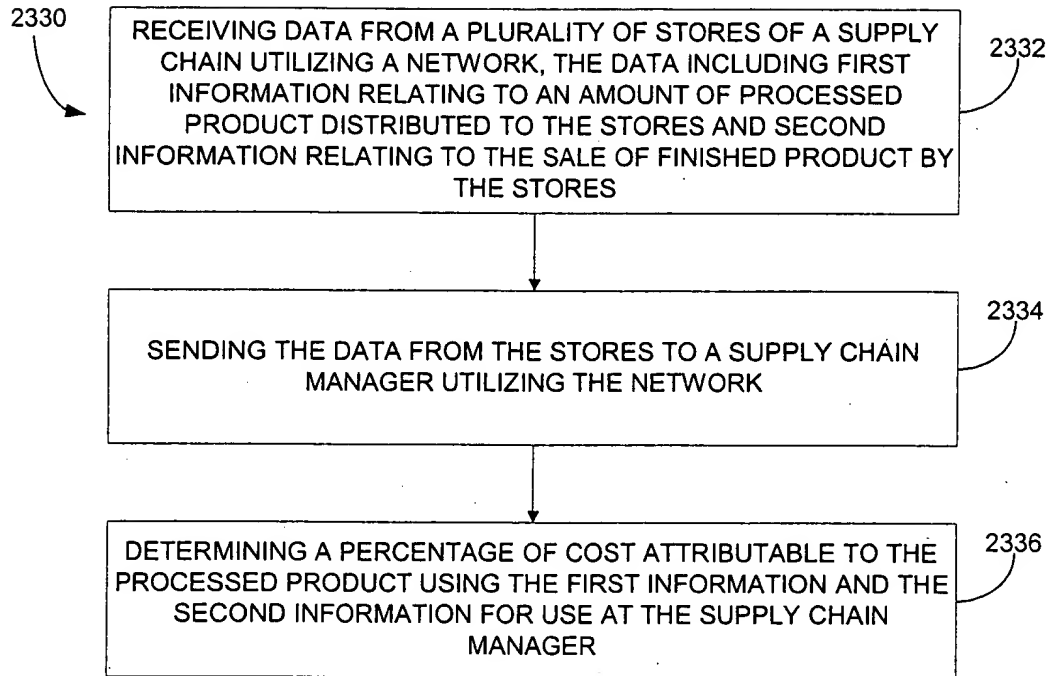 2330
RECEIVING DATA FROM A PLURALITY OF STORES OF A SUPPLY
CHAIN UTILIZING A NETWORK, THE DATA INCLUDING FIRST
INFORMATION RELATING TO AN AMOUNT OF PROCESSED
PRODUCT DISTRIBUTED TO THE STORES AND SECOND
INFORMATION RELATING TO THE SALE OF FINISHED PRODUCT BY
THE STORES
2332
SENDING THE DATA FROM THE STORES TO A SUPPLY CHAIN
MANAGER UTILIZING THE NETWORK
2334
DETERMINING A PERCENTAGE OF COST ATTRIBUTABLE TO THE
PROCESSED PRODUCT USING THE FIRST INFORMATION AND THE
SECOND INFORMATION FOR USE AT THE SUPPLY CHAIN
MANAGER
2336